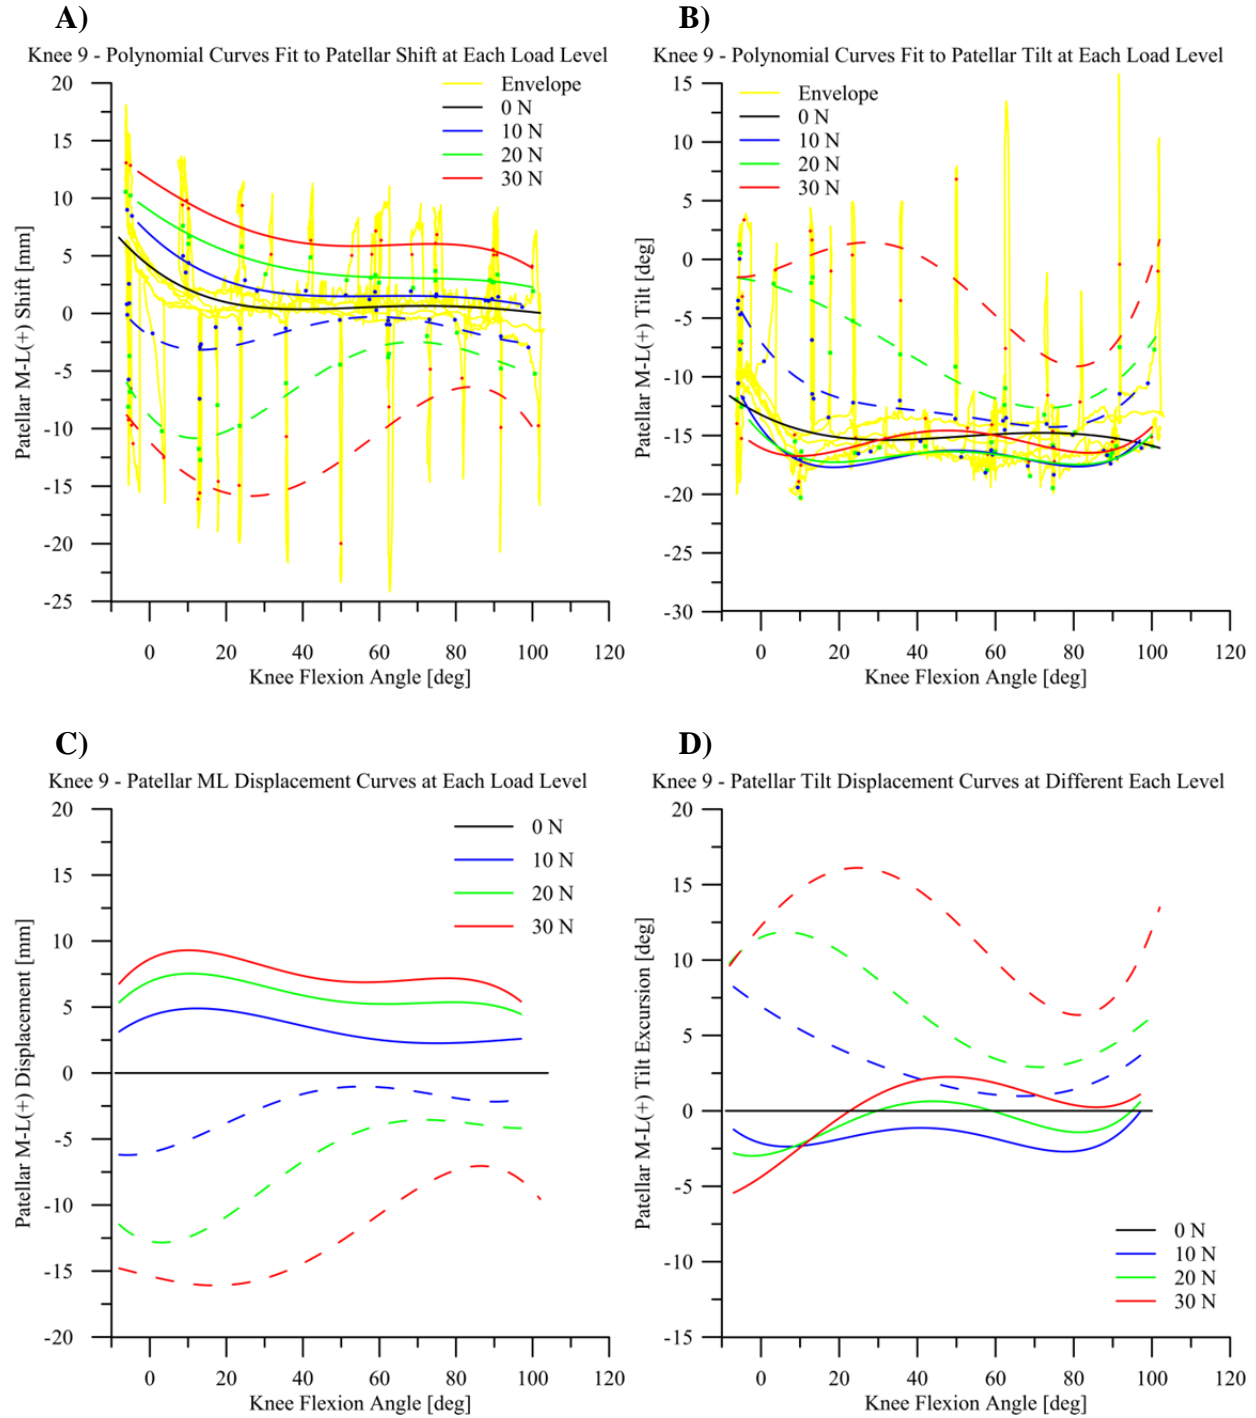 A)
Knee 9 - Polynomial Curves Fit to Patellar Shift at Each Load Level
Envelope
0 N
10 N
20 N
30 N
20
15
10
5
0
-5
-10
-15
-20
-25
Patellar M-L(+) Shift [mm]
0 20 40 60 80 100 120
Knee Flexion Angle [deg]
B)
Knee 9 - Polynomial Curves Fit to Patellar Tilt at Each Load Level
Envelope
0 N
10 N
20 N
30 N
15
10
5
0
-5
-10
-15
-20
-25
-30
Patellar M-L(+) Tilt [deg]
0 20 40 60 80 100 120
Knee Flexion Angle [deg]
C)
Knee 9 - Patellar ML Displacement Curves at Each Load Level
0 N
10 N
20 N
30 N
20
15
10
5
0
-5
-10
-15
-20
Patellar M-L(+) Displacement [mm]
0 20 40 60 80 100 120
Knee Flexion Angle [deg]
D)
Knee 9 - Patellar Tilt Displacement Curves at Different Each Level
20
15
10
5
0
-5
-10
-15
Patellar M-L(+) Tilt Excursion [deg]
0 N
10 N
20 N
30 N
0 20 40 60 80 100 120
Knee Flexion Angle [deg]